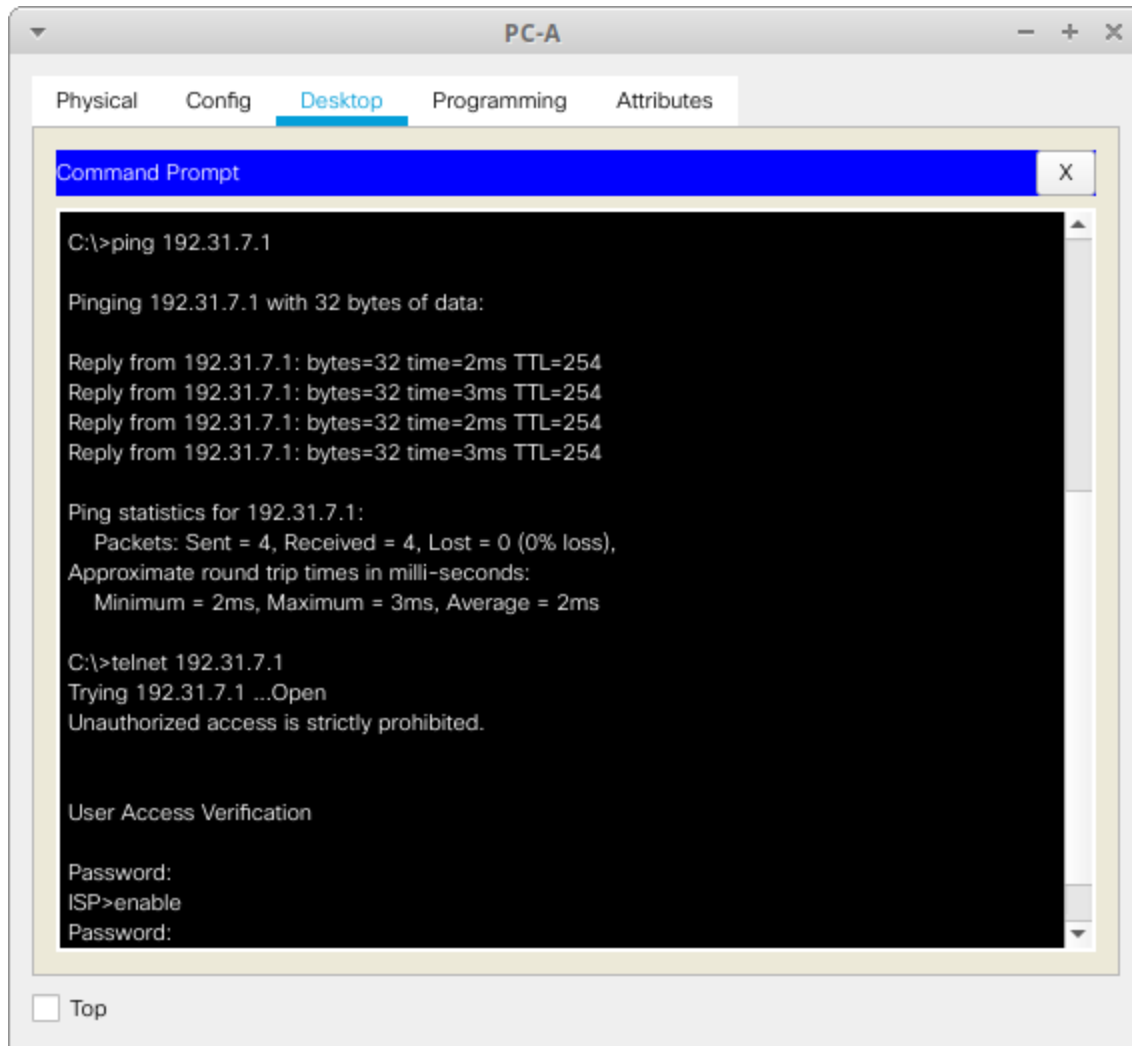 PC-A
Physical Config Desktop Programming Attributes
Command Prompt
X
C:\>ping 192.31.7.1
Pinging 192.31.7.1 with 32 bytes of data:
Reply from 192.31.7.1: bytes=32 time=2ms TTL=254
Reply from 192.31.7.1: bytes=32 time=3ms TTL=254
Reply from 192.31.7.1: bytes=32 time=2ms TTL=254
Reply from 192.31.7.1: bytes=32 time=3ms TTL=254
Ping statistics for 192.31.7.1:
Packets: Sent = 4, Received = 4, Lost = 0 (0% loss),
Approximate round trip times in milli-seconds:
Minimum = 2ms, Maximum = 3ms, Average = 2ms
C:\>telnet 192.31.7.1
Trying 192.31.7.1 ...Open
Unauthorized access is strictly prohibited.
User Access Verification
Password:
ISP>enable
Password:
Top